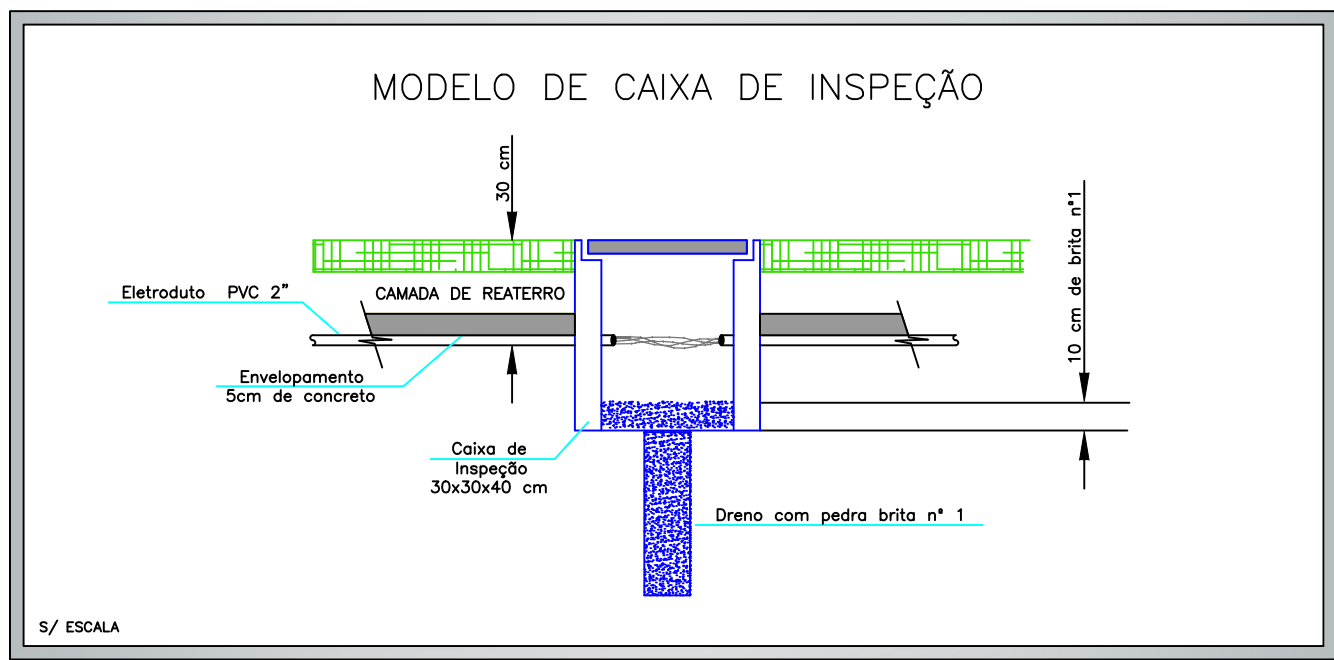 MODELO DE CAIXA DE INSPEÇÃO
30 cm
10 cm de brita nº1
Eletroduto PVC 2"
CAMADA DE REATERRO
Envelopamento
5cm de concreto
Caixa de
Inspeção
30x30x40 cm
Dreno com pedra brita nº 1
S/ ESCALA